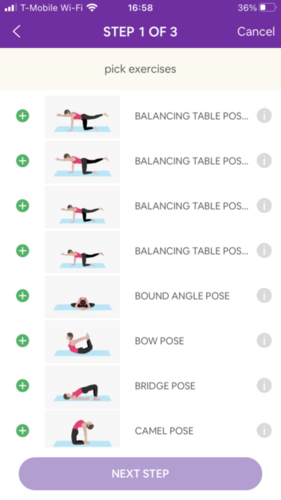 T-Mobile Wi-Fi 16:58 36%
STEP 1 OF 3 Cancel
pick exercises
BALANCING TABLE POS...
BALANCING TABLE POS...
BALANCING TABLE POS...
BALANCING TABLE POS...
BOUND ANGLE POSE
BOW POSE
BRIDGE POSE
CAMEL POSE
NEXT STEP